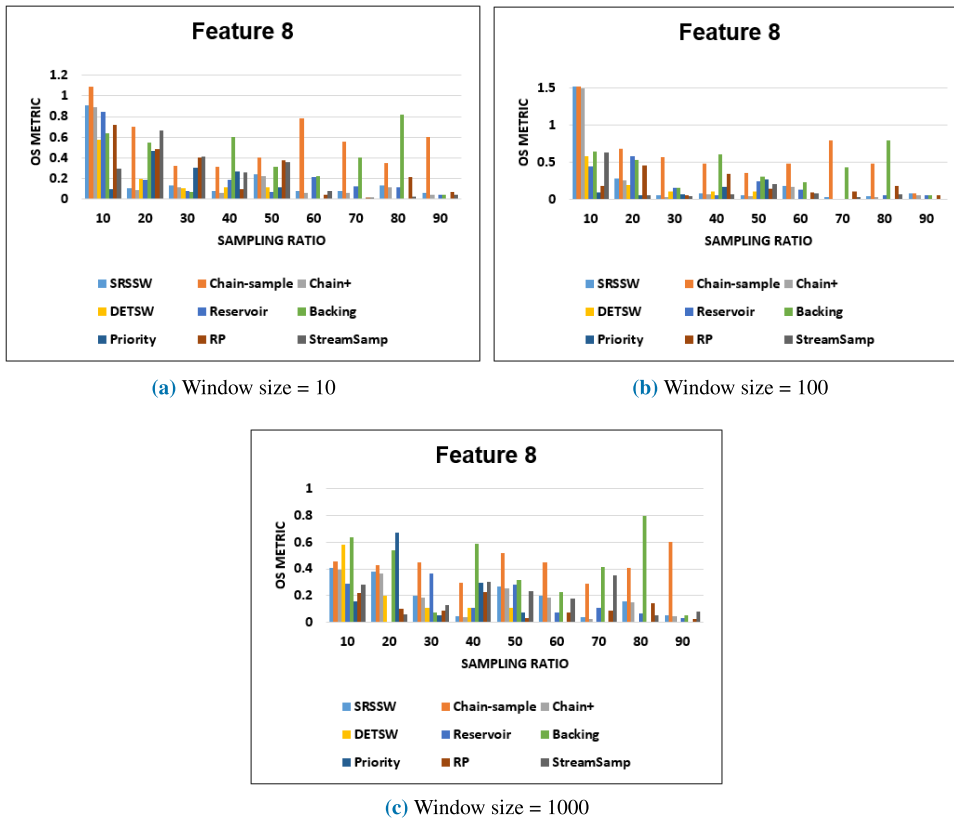 Feature 8
1.2
1
0.8
0.6
0.4
0.2
0
OS METRIC
10 20 30 40 50 60 70 80 90
SAMPLING RATIO
SRSSW Chain-sample Chain+
DETSW Reservoir Backing
Priority RP StreamSamp
(a) Window size = 10
Feature 8
1.5
1
0.5
0
OS METRIC
10 20 30 40 50 60 70 80 90
SAMPLING RATIO
SRSSW Chain-sample Chain+
DETSW Reservoir Backing
Priority RP StreamSamp
(b) Window size = 100
Feature 8
1
0.8
0.6
0.4
0.2
0
OS METRIC
10 20 30 40 50 60 70 80 90
SAMPLING RATIO
SRSSW Chain-sample Chain+
DETSW Reservoir Backing
Priority RP StreamSamp
(c) Window size = 1000